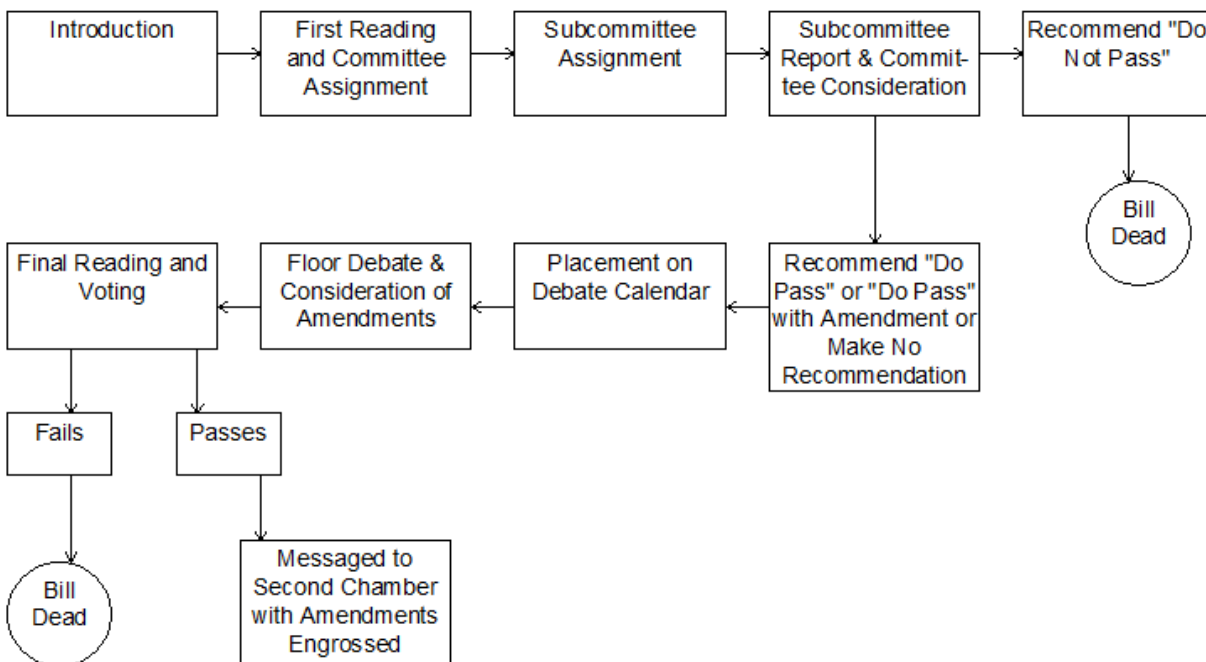 Introduction
First Reading
and Committee
Assignment
Subcommittee
Assignment
Subcommittee
Report & Commit-
tee Consideration
Recommend "Do
Not Pass"
Bill
Dead
Final Reading and
Voting
Floor Debate &
Consideration of
Amendments
Placement on
Debate Calendar
Recommend "Do
Pass" or "Do Pass"
with Amendment or
Make No
Recommendation
Fails
Passes
Bill
Dead
Messaged to
Second Chamber
with Amendments
Engrossed